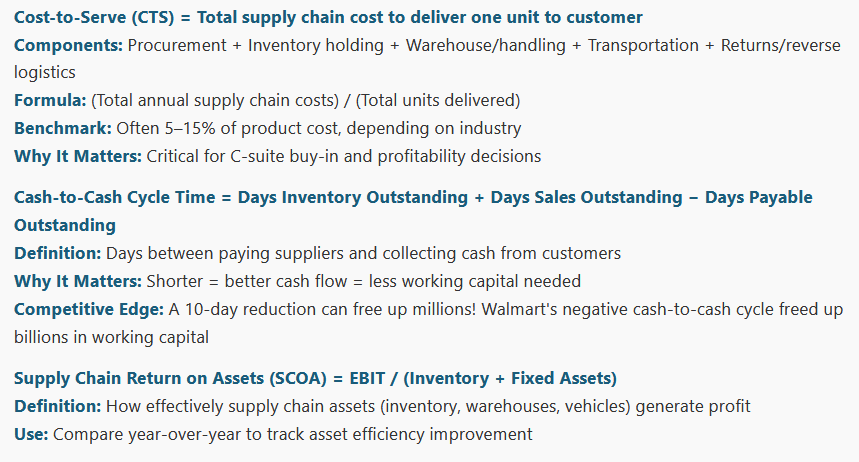 Cost-to-Serve (CTS) = Total supply chain cost to deliver one unit to customer
Components: Procurement + Inventory holding + Warehouse/handling + Transportation + Returns/reverse
logistics
Formula: (Total annual supply chain costs) / (Total units delivered)
Benchmark: Often 5–15% of product cost, depending on industry
Why It Matters: Critical for C-suite buy-in and profitability decisions
Cash-to-Cash Cycle Time = Days Inventory Outstanding + Days Sales Outstanding − Days Payable
Outstanding
Definition: Days between paying suppliers and collecting cash from customers
Why It Matters: Shorter = better cash flow = less working capital needed
Competitive Edge: A 10-day reduction can free up millions! Walmart's negative cash-to-cash cycle freed up
billions in working capital
Supply Chain Return on Assets (SCOA) = EBIT / (Inventory + Fixed Assets)
Definition: How effectively supply chain assets (inventory, warehouses, vehicles) generate profit
Use: Compare year-over-year to track asset efficiency improvement